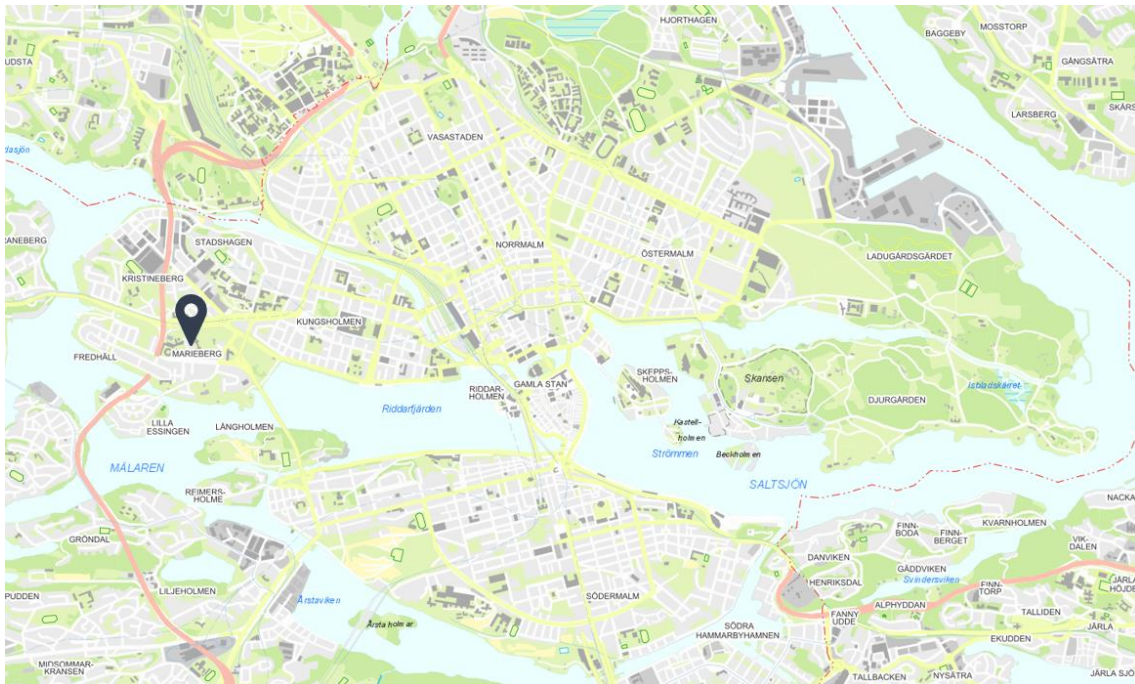 HJORTHAGEN
MOSSTORP
BAGGEBY
GÅNGSÄTRA
UDSTA
LARSBERG
VASASTADEN
STADSHAGEN
NORRMALM
ÖSTERMALM
LADUGÅRDSGÄRDET
KRISTINEBERG
KUNGSHOLMEN
MARIEBERG
FREDHÄLL
SKEPPS-
HOLMEN
Skansen
GAMLA STAN
RIDDAR-
HOLMEN
Isbladskärret
DJURGÅRDEN
Riddarfjärden
LILLA
ESSINGEN
LÅNGHOLMEN
Kastell-
holmen
Strömmen
Beckholmen
MÄLAREN
SALTSJÖN
REIMERS-
HOLME
NACKA
KVARNHOLMEN
FINN-
BODA
FINN-
BERGET
GRÖNDAL
VIK-
DALEN
DANVIKEN
GÄDDVIKEN
HENRIKSDAL
Svindersviken
FINN-
TORP
JÄRLA
HÖJDE
PUDDEN
LILJEHOLMEN
Årstaviken
SÖDERMALM
ALPHYDDAN
TALLIDEN
FANNY
UDDE
Årsta holmar
SÖDRA
HAMMARBYHAMNEN
JÄRLA
EKUDDEN
MIDSOMMAR-
KRANSEN
TALLBACKEN
NYSÄTRA
JÄRLA SJÖ